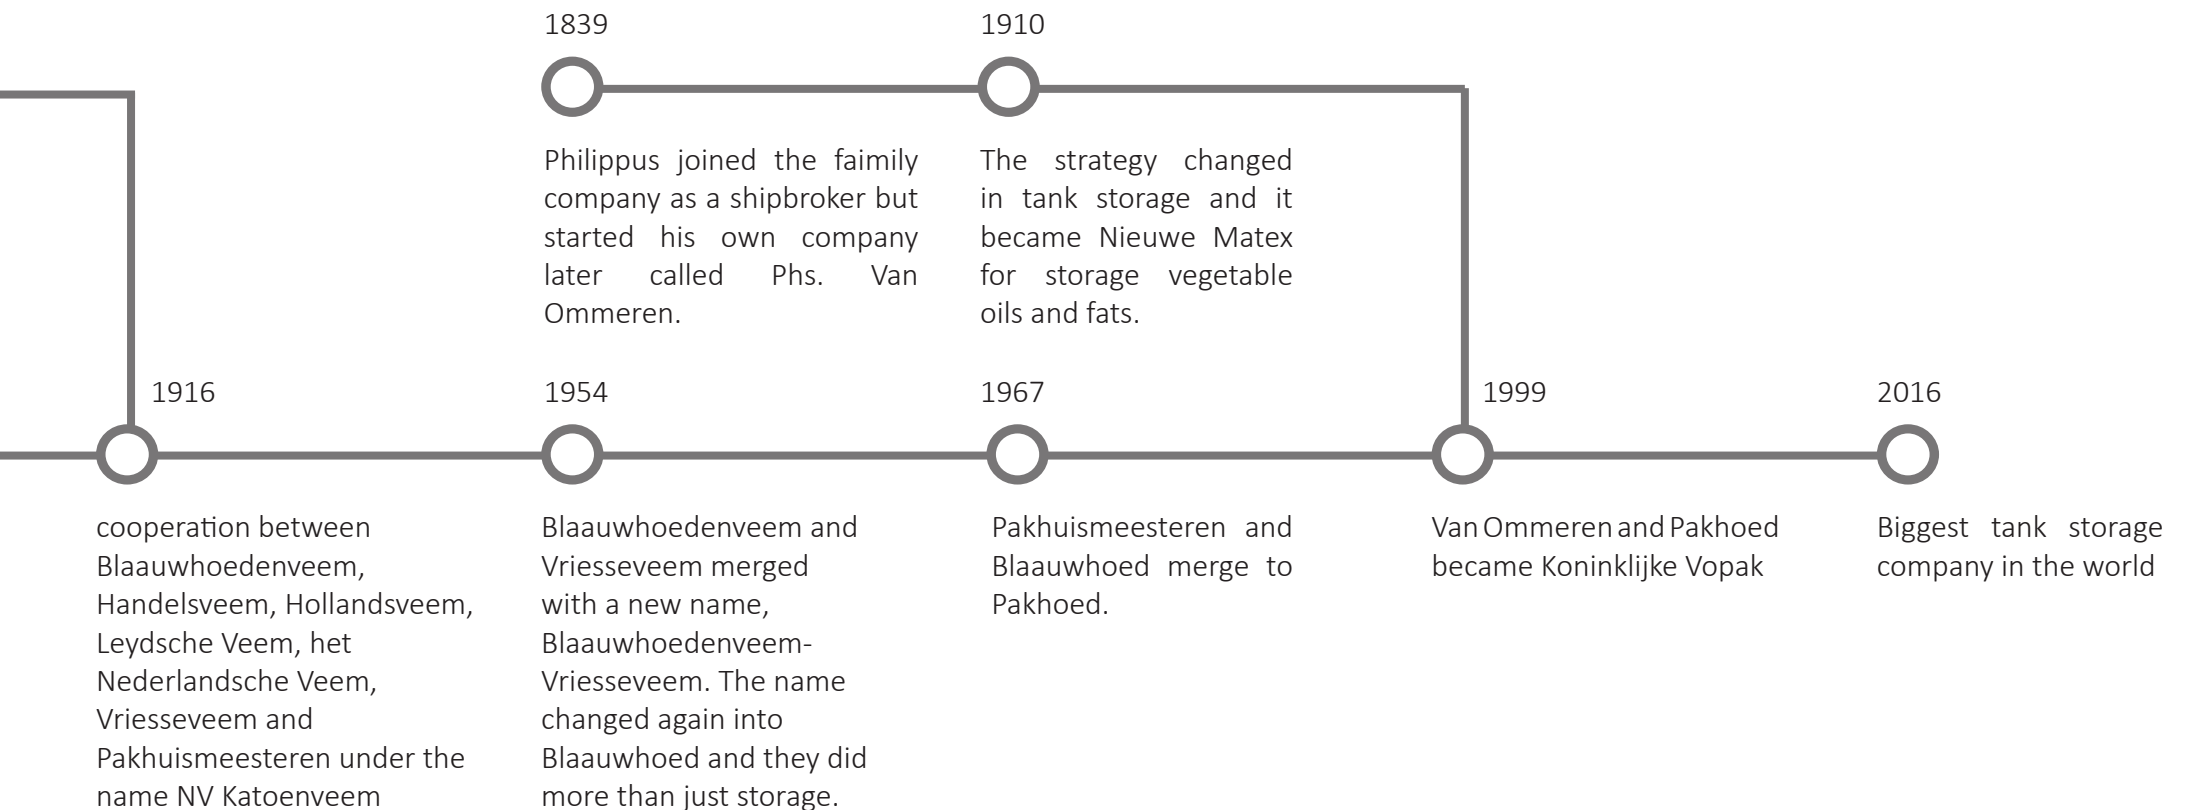 1839
Philippus joined the faimily
company as a shipbroker but
started his own company
later called Phs. Van
Ommeren.
1910
The strategy changed
in tank storage and it
became Nieuwe Matex
for storage vegetable
oils and fats.
1916
cooperation between
Blaauwhoedenveem,
Handelsveem, Hollandsveem,
Leydsche Veem, het
Nederlandsche Veem,
Vriesseveem and
Pakhuismeesteren under the
name NV Katoenveem
1954
Blaauwhoedenveem and
Vriesseveem merged
with a new name,
Blaauwhoedenveem-
Vriesseveem. The name
changed again into
Blaauwhoed and they did
more than just storage.
1967
Pakhuismeesteren and
Blaauwhoed merge to
Pakhoed.
1999
Van Ommeren and Pakhoed
became Koninklijke Vopak
2016
Biggest tank storage
company in the world